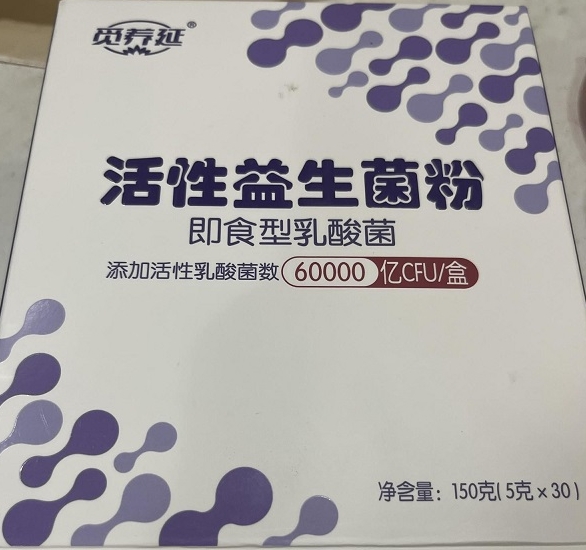 觅养延®
活性益生菌粉
即食型乳酸菌
添加活性乳酸菌数 60000 亿CFU/盒
净含量：150克(5克×30)